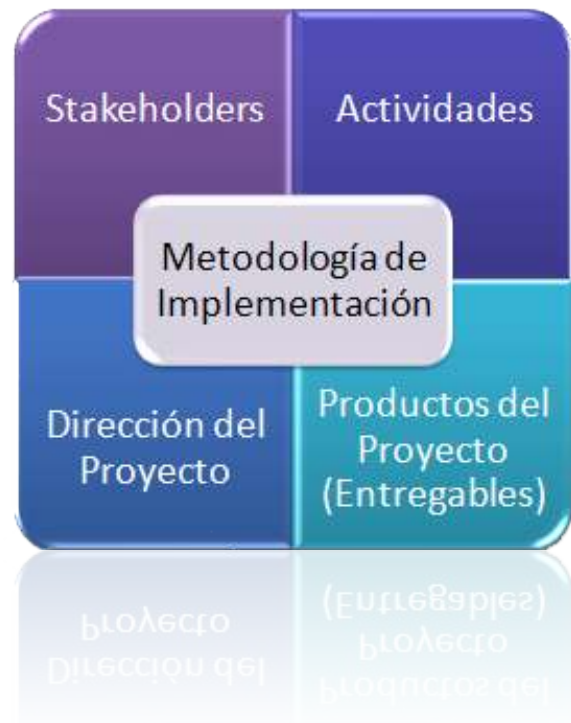 Stakeholders
Actividades
Metodología de
Implementación
Dirección del
Proyecto
Productos del
Proyecto
(Entregables)